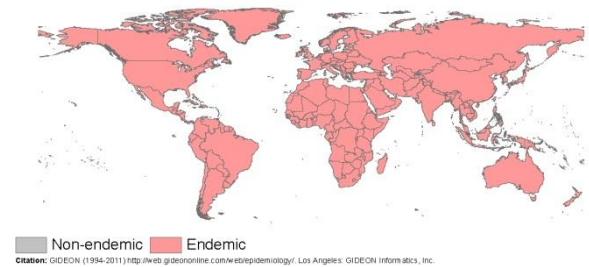 Non-endemic Endemic
Citation: GIDEON (1994-2011) http://web.gideononline.com/web/epidemiology/. Los Angeles: GIDEON Informatics, Inc.